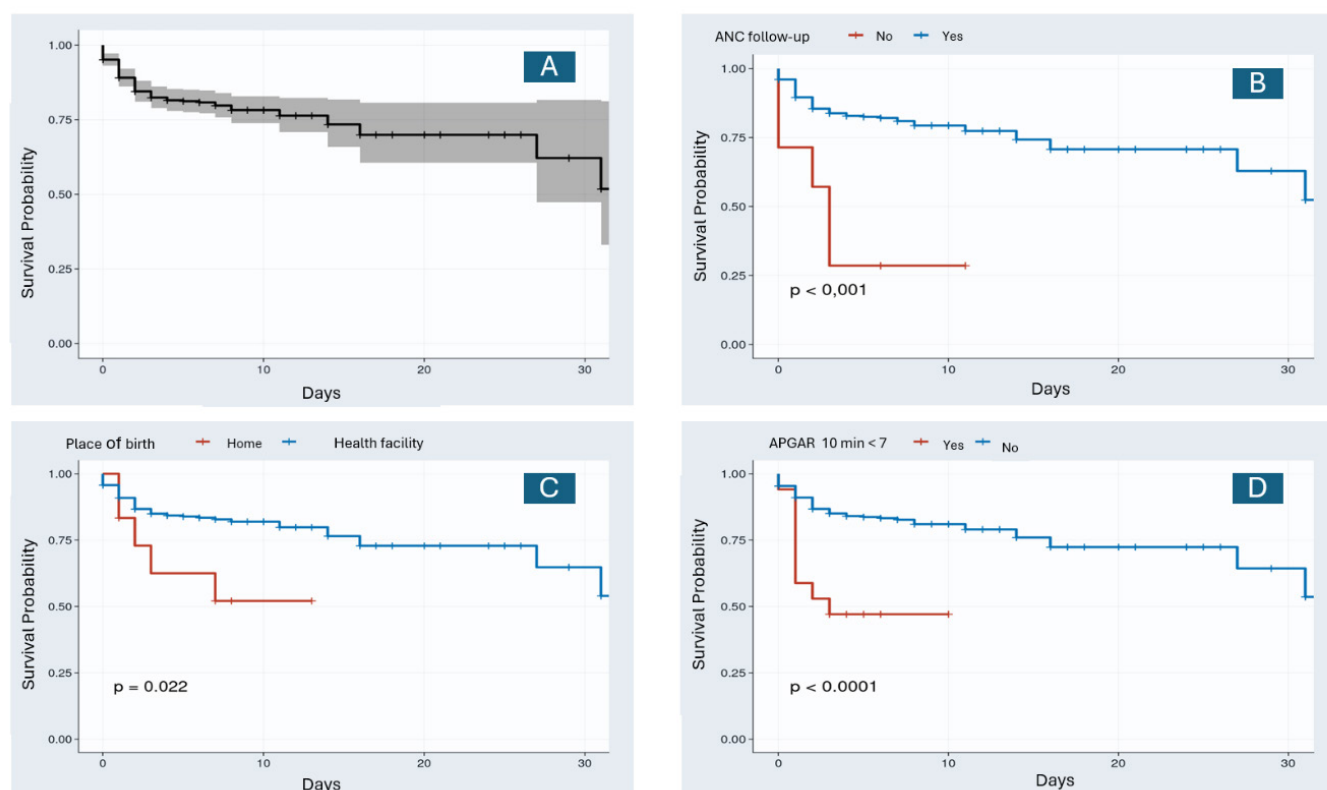 A
1.00
0.75
0.50
0.25
0.00
Survival Probability
0 10 20 30
Days
ANC follow-up No Yes
B
1.00
0.75
0.50
0.25
0.00
Survival Probability
p < 0,001
0 10 20 30
Days
Place of birth Home Health facility
C
1.00
0.75
0.50
0.25
0.00
Survival Probability
p = 0.022
0 10 20 30
Days
APGAR 10 min < 7 Yes No
D
1.00
0.75
0.50
0.25
0.00
Survival Probability
p < 0.0001
0 10 20 30
Days